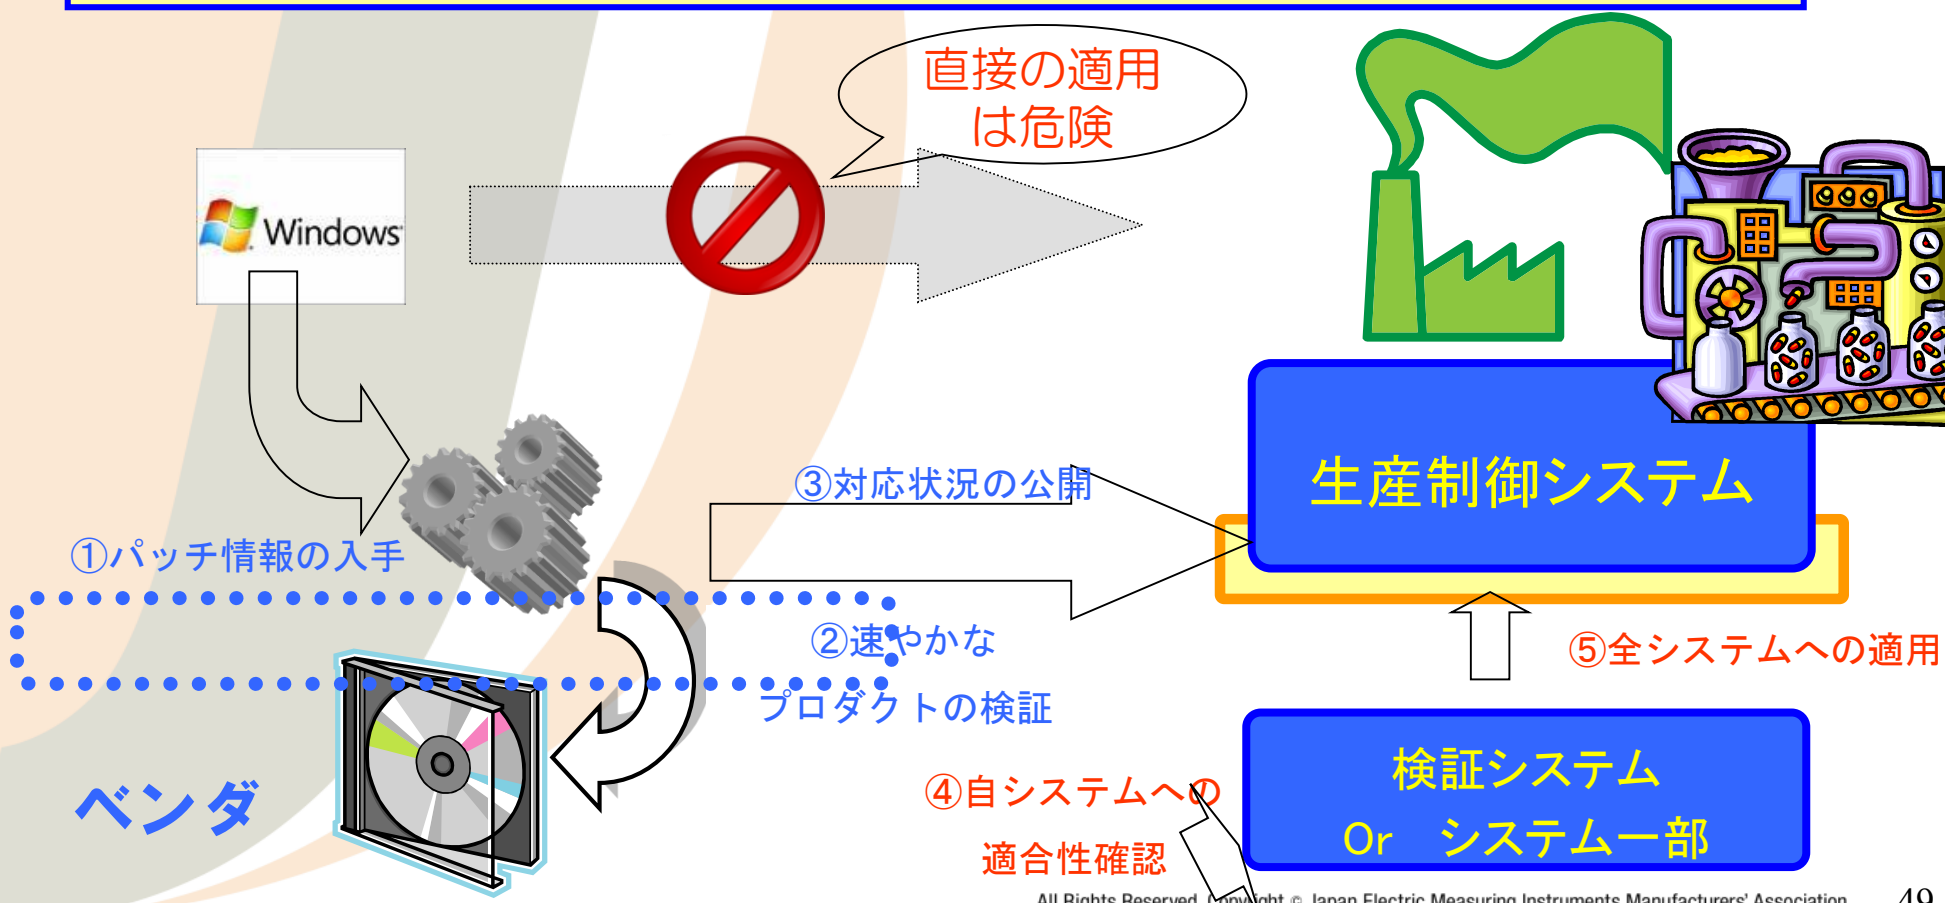 直接の適用
は危険
Windows
③対応状況の公開
生産制御システム
①パッチ情報の入手
②速やかな
プロダクトの検証
⑤全システムへの適用
ベンダ
④自システムへの
適合性確認
検証システム
Or システム一部
All Rights Reserved. Copyright © Japan Electric Measuring Instruments Manufacturers' Association
49